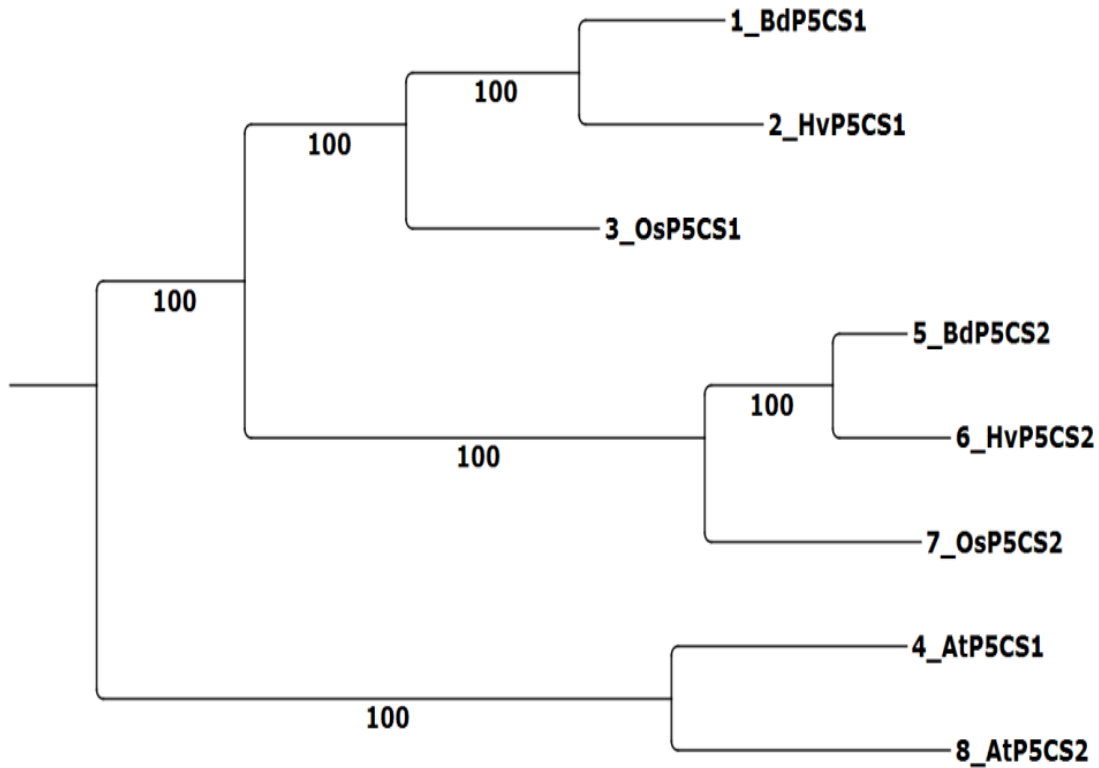 1_BdP5CS1
100
2_HvP5CS1
100
3_OsP5CS1
100
5_BdP5CS2
100
6_HvP5CS2
100
7_OsP5CS2
4_AtP5CS1
100
8_AtP5CS2